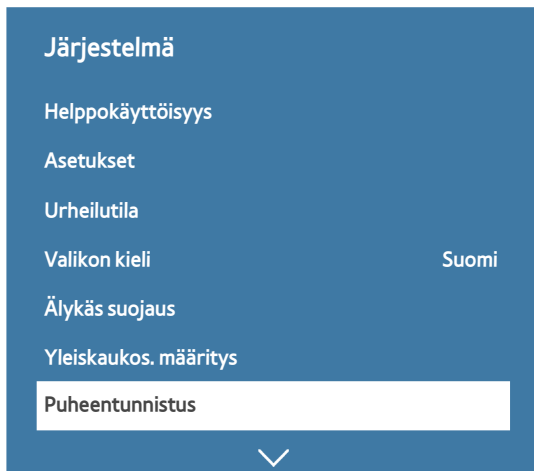 Järjestelmä
Helppokäyttöisyys
Asetukset
Urheilutila
Valikon kieli Suomi
Älykäs suojaus
Yleiskaukos. määritys
Puheentunnistus